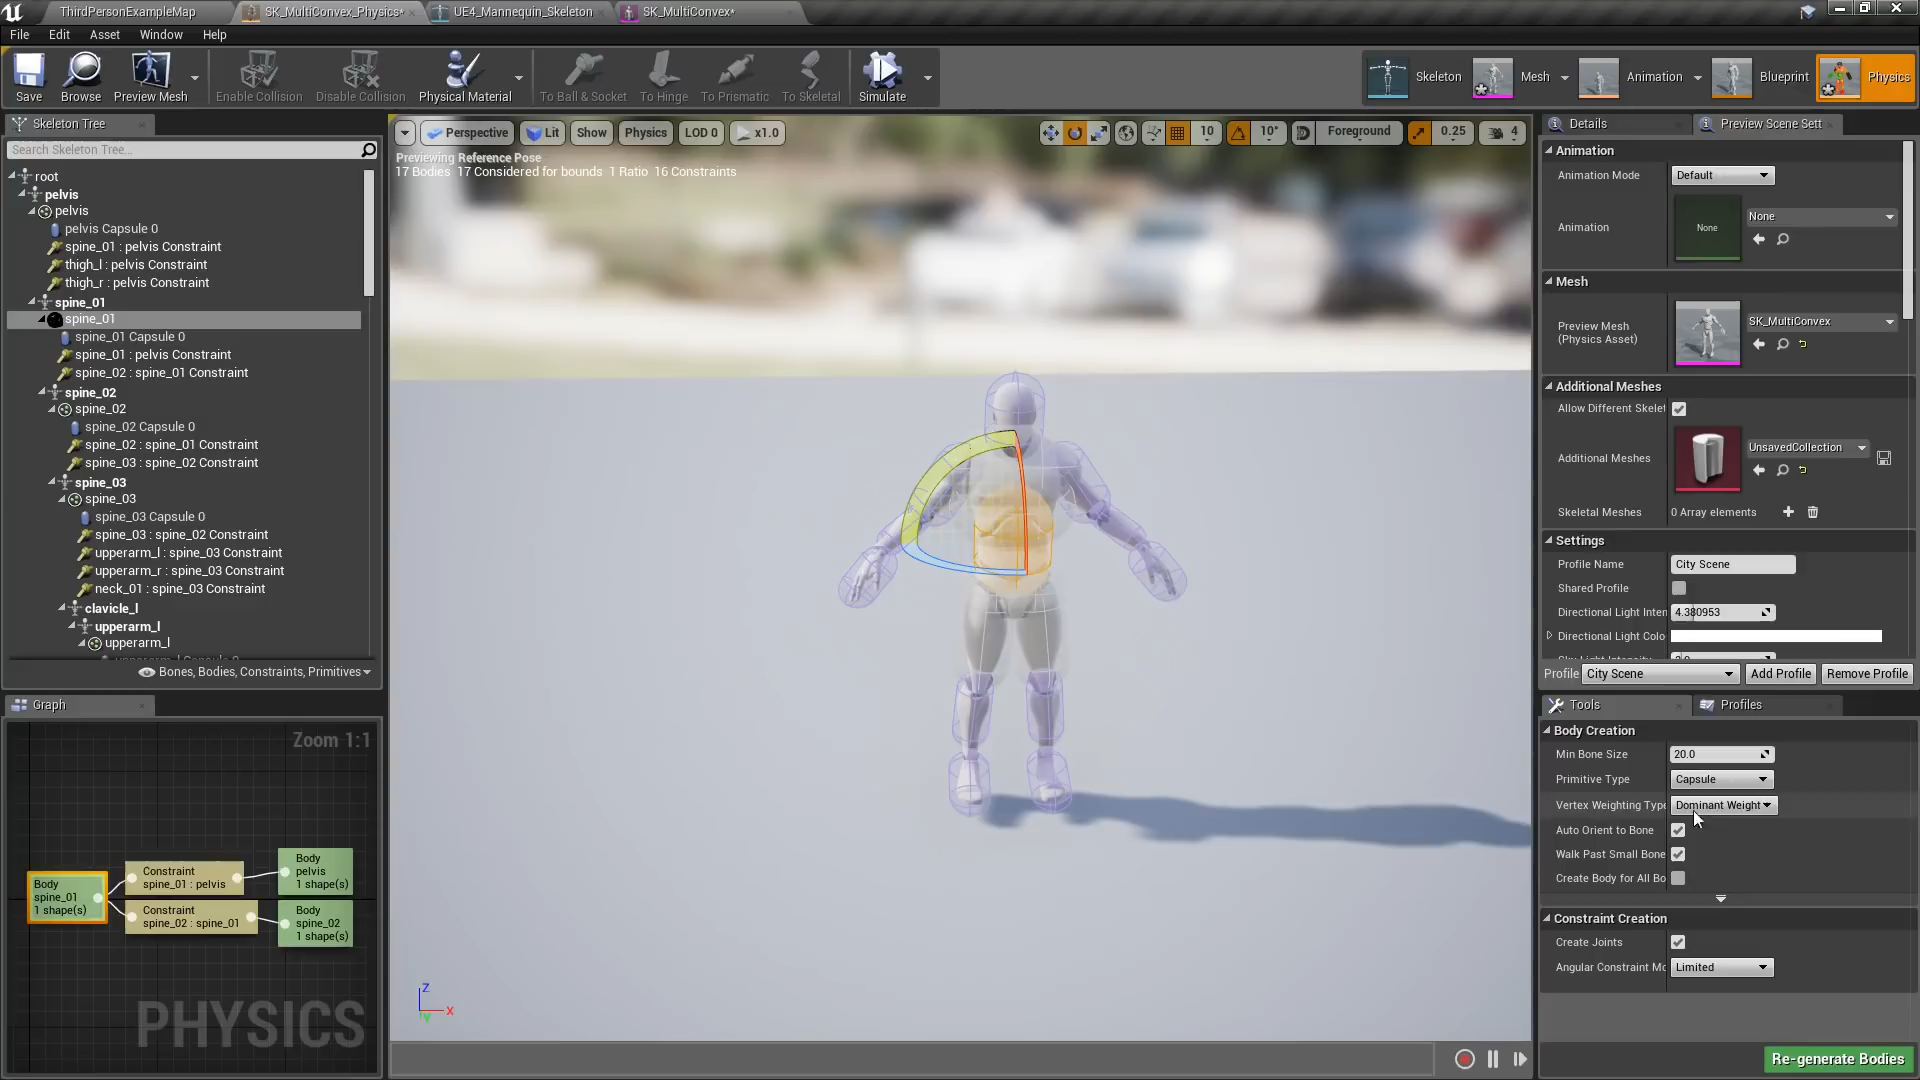 ThirdPersonExampleMap
SK_MultiConvex_Physics*
UE4_Mannequin_Skeleton
SK_MultiConvex*
File Edit Asset Window Help
Save
Browse
Preview Mesh
Enable Collision
Disable Collision
Physical Material
To Ball & Socket
To Hinge
To Prismatic
To Skeletal
Simulate
Skeleton
Mesh
Animation
Blueprint
Physics
Skeleton Tree
Search Skeleton Tree...
root
pelvis
pelvis
pelvis Capsule 0
spine_01 : pelvis Constraint
thigh_l : pelvis Constraint
thigh_r : pelvis Constraint
spine_01
spine_01
spine_01 Capsule 0
spine_01 : pelvis Constraint
spine_02 : spine_01 Constraint
spine_02
spine_02
spine_02 Capsule 0
spine_02 : spine_01 Constraint
spine_03 : spine_02 Constraint
spine_03
spine_03
spine_03 Capsule 0
spine_03 : spine_02 Constraint
upperarm_l : spine_03 Constraint
upperarm_r : spine_03 Constraint
neck_01 : spine_03 Constraint
clavicle_l
upperarm_l
upperarm_l
Bones, Bodies, Constraints, Primitives
Graph
Zoom 1:1
Body
spine_01
1 shape(s)
Constraint
spine_01 : pelvis
Constraint
spine_02 : spine_01
Body
pelvis
1 shape(s)
Body
spine_02
1 shape(s)
PHYSICS
Perspective
Lit
Show
Physics
LOD 0
x1.0
10
10°
Foreground
0.25
4
Previewing Reference Pose
17 Bodies 17 Considered for bounds 1 Ratio 16 Constraints
Z
X
Y
Details
Preview Scene Sett
Animation
Animation Mode
Default
Animation
None
None
Mesh
Preview Mesh
(Physics Asset)
SK_MultiConvex
Additional Meshes
Allow Different Skelet
Additional Meshes
UnsavedCollection
Skeletal Meshes
0 Array elements
Settings
Profile Name
City Scene
Shared Profile
Directional Light Inten
4.380953
Directional Light Colo
Profile
City Scene
Add Profile
Remove Profile
Tools
Profiles
Body Creation
Min Bone Size
20.0
Primitive Type
Capsule
Vertex Weighting Type
Dominant Weight
Auto Orient to Bone
Walk Past Small Bone
Create Body for All Bo
Constraint Creation
Create Joints
Angular Constraint Mo
Limited
Re-generate Bodies